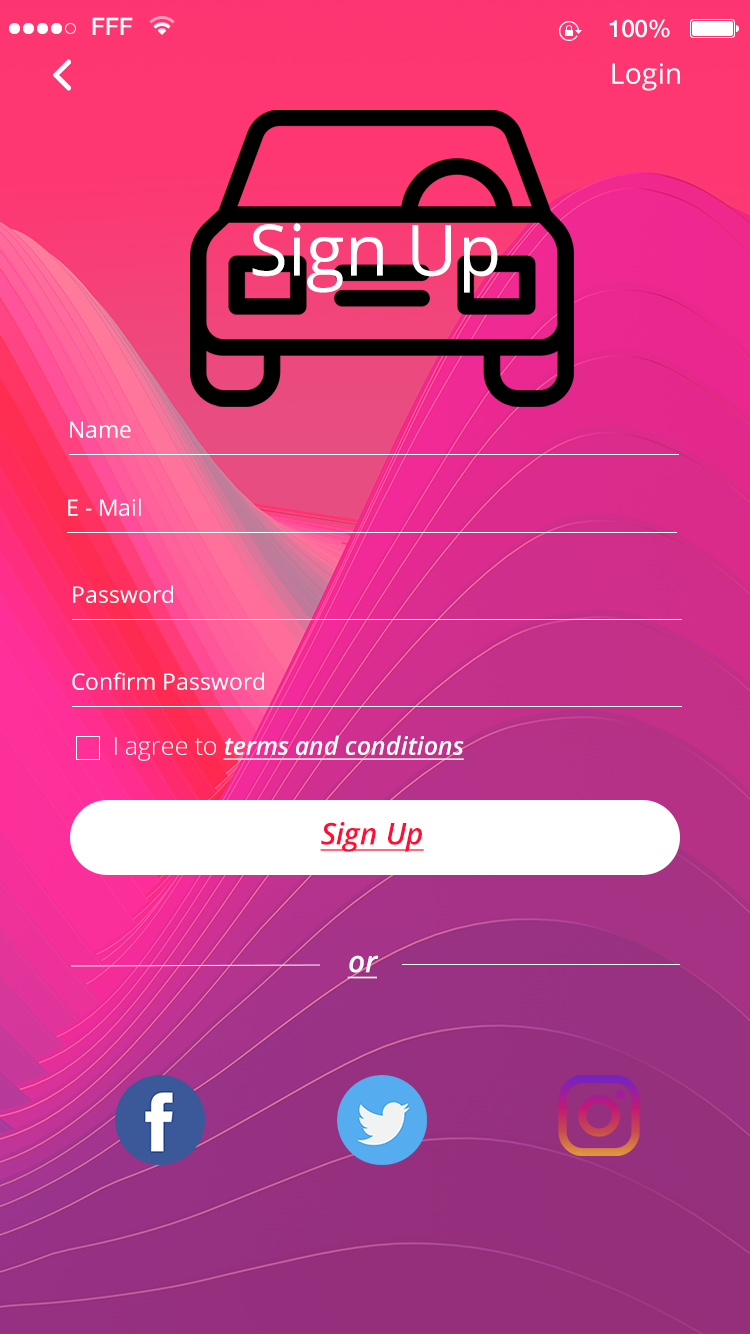 FFF 100%
Login
Sign Up
Name
E - Mail
Password
Confirm Password
I agree to terms and conditions
Sign Up
or